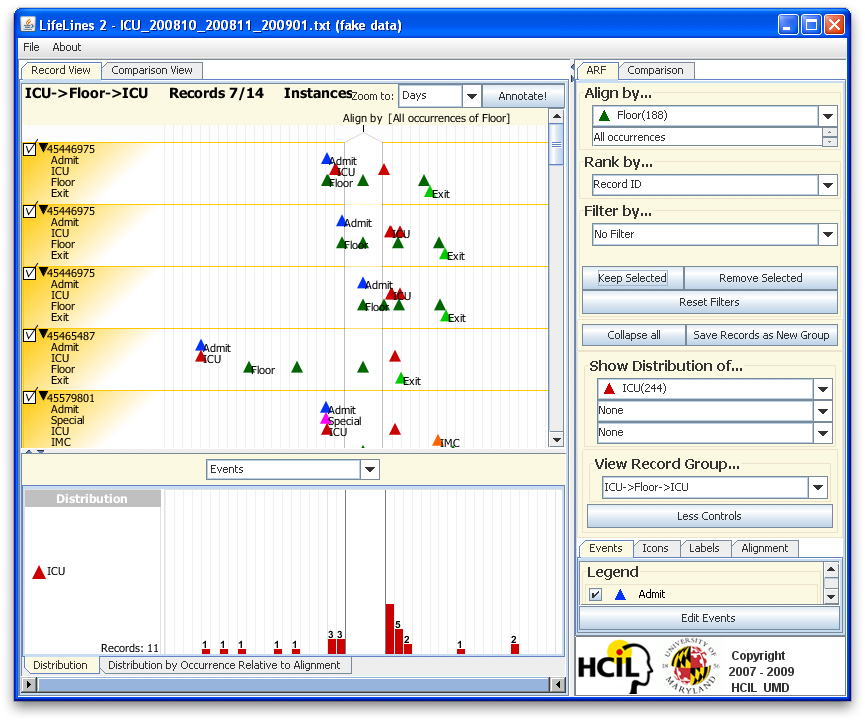 LifeLines 2 - ICU_200810_200811_200901.txt (fake data)
File About
Record View Comparison View
ICU->Floor->ICU Records 7/14 Instances Zoom to: Days Annotate!
Align by [All occurrences of Floor]
45446975
Admit Admit
ICU ICU
Floor Floor
Exit Exit
45446975
Admit Admit
ICU ICU
Floor Floor
Exit Exit
45446975
Admit Admit
ICU ICU
Floor Floor
Exit Exit
45465487
Admit Admit
ICU ICU
Floor Floor
Exit Exit
45579801
Admit Admit
Special Special
ICU ICU
IMC IMC
Events
Distribution
ICU
1 1 1 1 1 3 3 5 2 1 2
Records: 11
Distribution Distribution by Occurrence Relative to Alignment
ARF Comparison
Align by...
Floor(188)
All occurrences
Rank by...
Record ID
Filter by...
No Filter
Keep Selected Remove Selected
Reset Filters
Collapse all Save Records as New Group
Show Distribution of...
ICU(244)
None
None
View Record Group...
ICU->Floor->ICU
Less Controls
Events Icons Labels Alignment
Legend
Admit
Edit Events
HCIL
UNIVERSITY OF
MARYLAND
18 56
Copyright
2007 - 2009
HCIL UMD